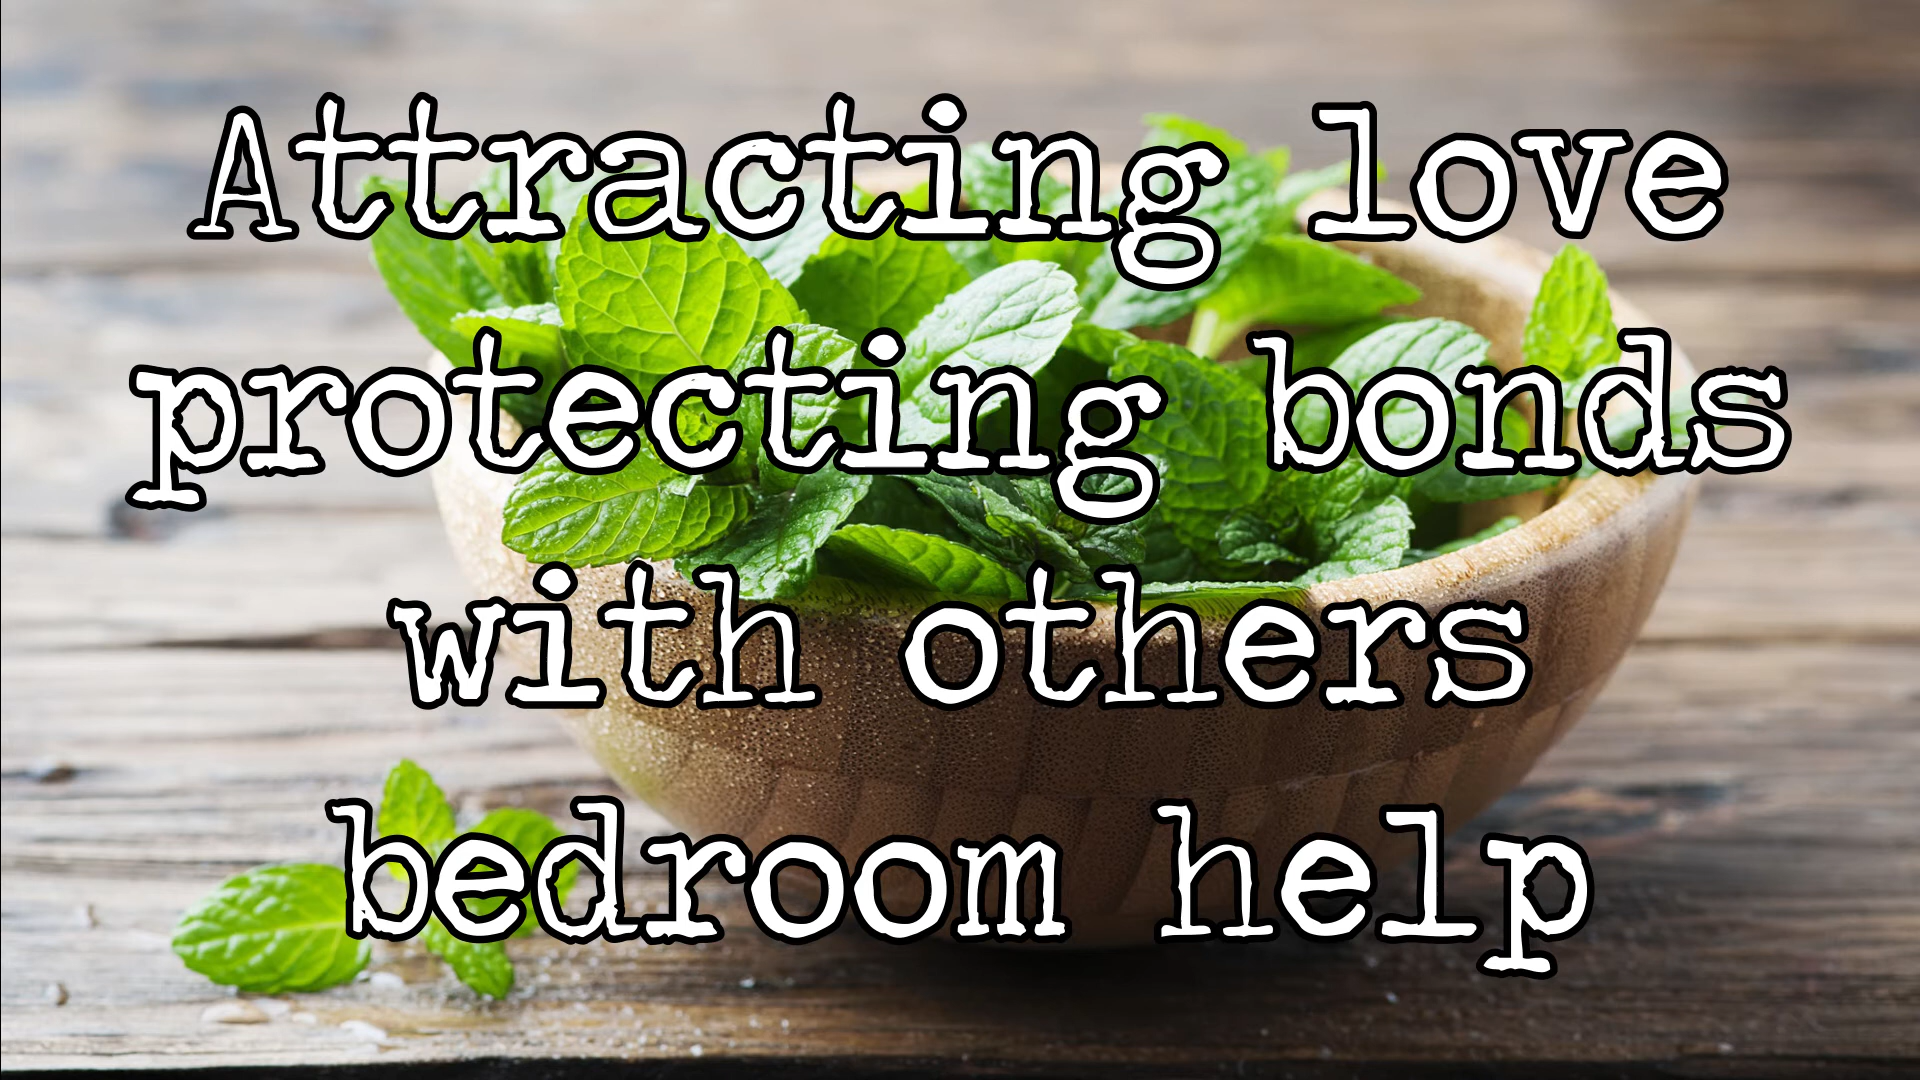 Attracting love
protecting bonds
with others
bedroom help